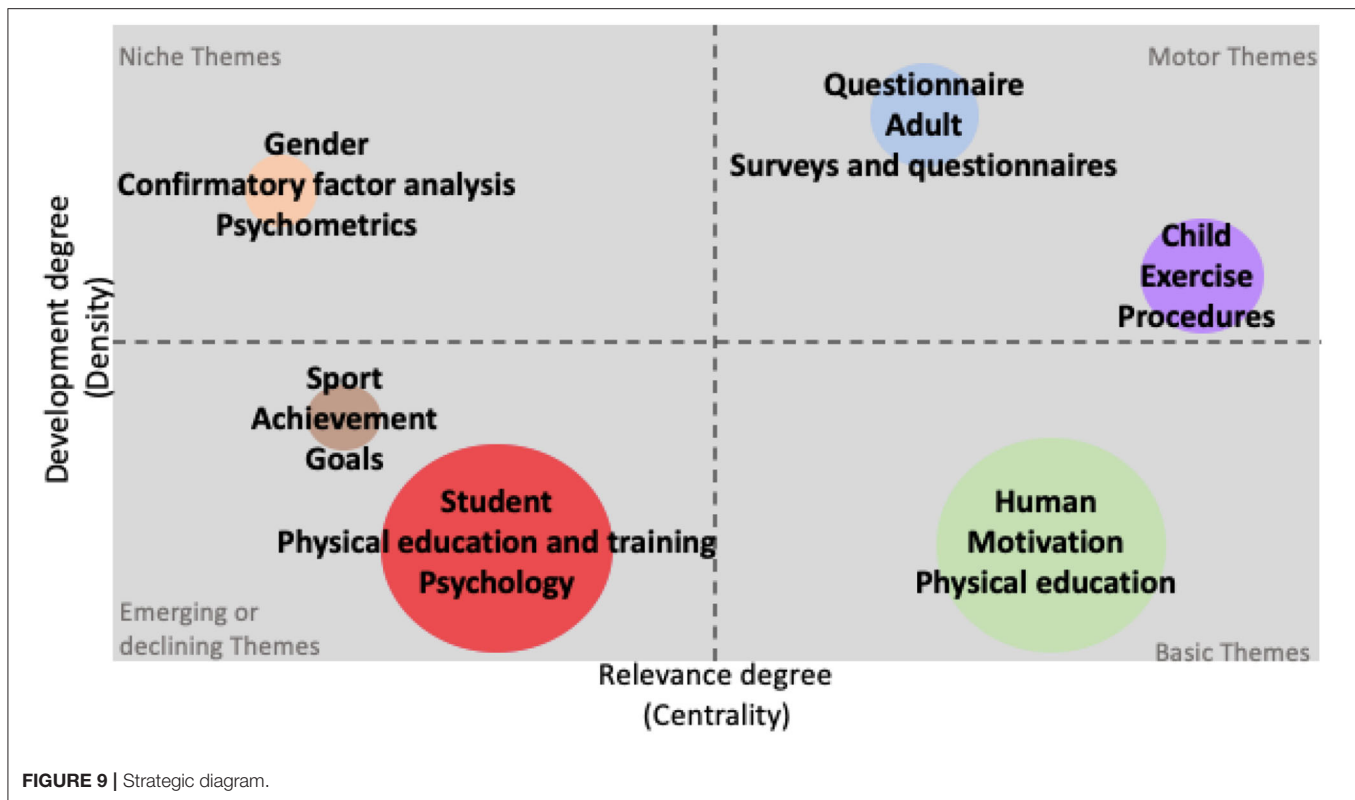 Niche Themes
Motor Themes
Questionnaire
Adult
Surveys and questionnaires
Gender
Confirmatory factor analysis
Psychometrics
Child
Exercise
Procedures
Development degree
(Density)
Sport
Achievement
Goals
Student
Physical education and training
Psychology
Human
Motivation
Physical education
Emerging or
declining Themes
Basic Themes
Relevance degree
(Centrality)
FIGURE 9 | Strategic diagram.